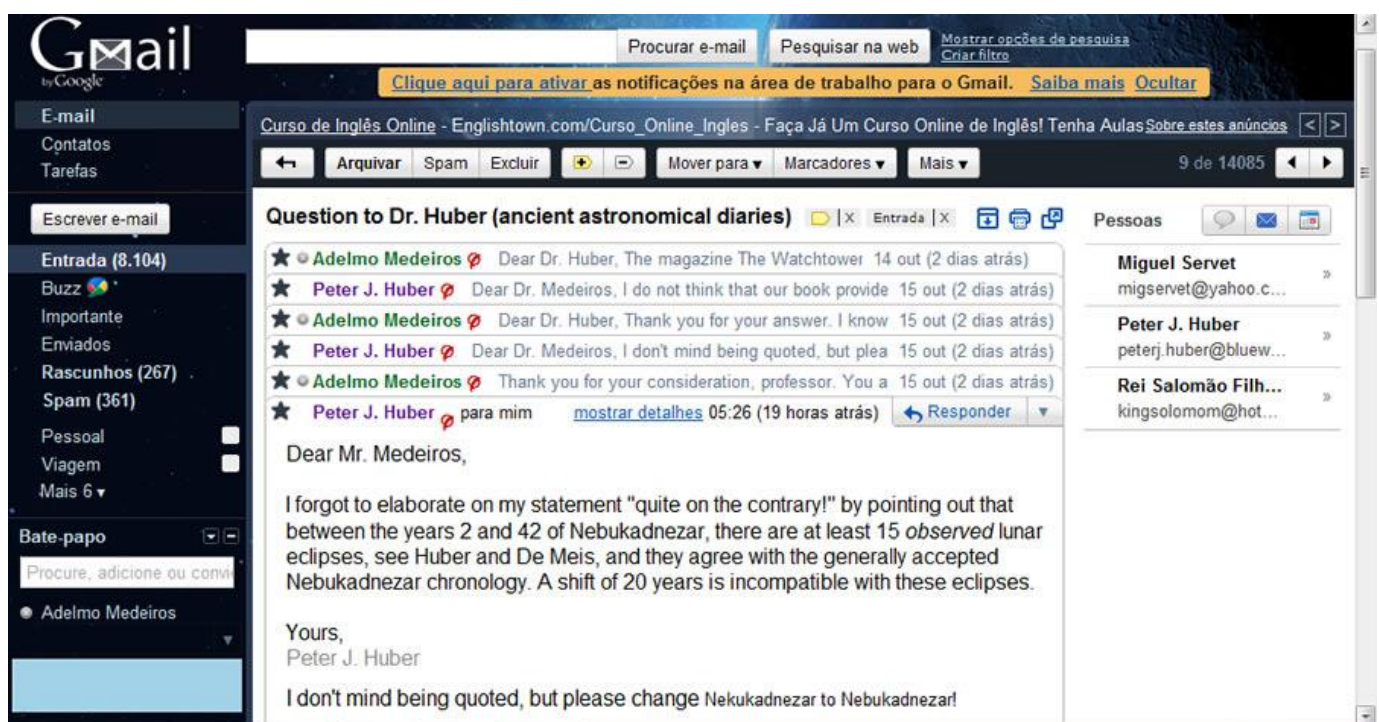 Gmail
by Google
Procurar e-mail Pesquisar na web Mostrar opções de pesquisa
Criar filtro
Clique aqui para ativar as notificações na área de trabalho para o Gmail. Saiba mais Ocultar
E-mail
Contatos
Tarefas
Escrever e-mail
Entrada (8.104)
Buzz
Importante
Enviados
Rascunhos (267)
Spam (361)
Pessoal
Viagem
Mais 6
Bate-papo
Procure, adicione ou convi
Adelmo Medeiros
Curso de Inglês Online - Englishtown.com/Curso_Online_Ingles - Faça Já Um Curso Online de Inglês! Tenha Aulas Sobre estes anúncios < >
Arquivar Spam Excluir Mover para Marcadores Mais 9 de 14085
Question to Dr. Huber (ancient astronomical diaries) | X Entrada | X
Adelmo Medeiros Dear Dr. Huber, The magazine The Watchtower 14 out (2 dias atrás)
Peter J. Huber Dear Dr. Medeiros, I do not think that our book provide 15 out (2 dias atrás)
Adelmo Medeiros Dear Dr. Huber, Thank you for your answer. I know 15 out (2 dias atrás)
Peter J. Huber Dear Dr. Medeiros, I don't mind being quoted, but plea 15 out (2 dias atrás)
Adelmo Medeiros Thank you for your consideration, professor. You a 15 out (2 dias atrás)
Peter J. Huber para mim mostrar detalhes 05:26 (19 horas atrás) Responder
Dear Mr. Medeiros,
I forgot to elaborate on my statement "quite on the contrary!" by pointing out that
between the years 2 and 42 of Nebukadnezar, there are at least 15 observed lunar
eclipses, see Huber and De Meis, and they agree with the generally accepted
Nebukadnezar chronology. A shift of 20 years is incompatible with these eclipses.
Yours,
Peter J. Huber
I don't mind being quoted, but please change Nekukadnezar to Nebukadnezar!
Pessoas
Miguel Servet
migservet@yahoo.c... »
Peter J. Huber
peterj.huber@bluew... »
Rei Salomão Filh...
kingsolomom@hot... »